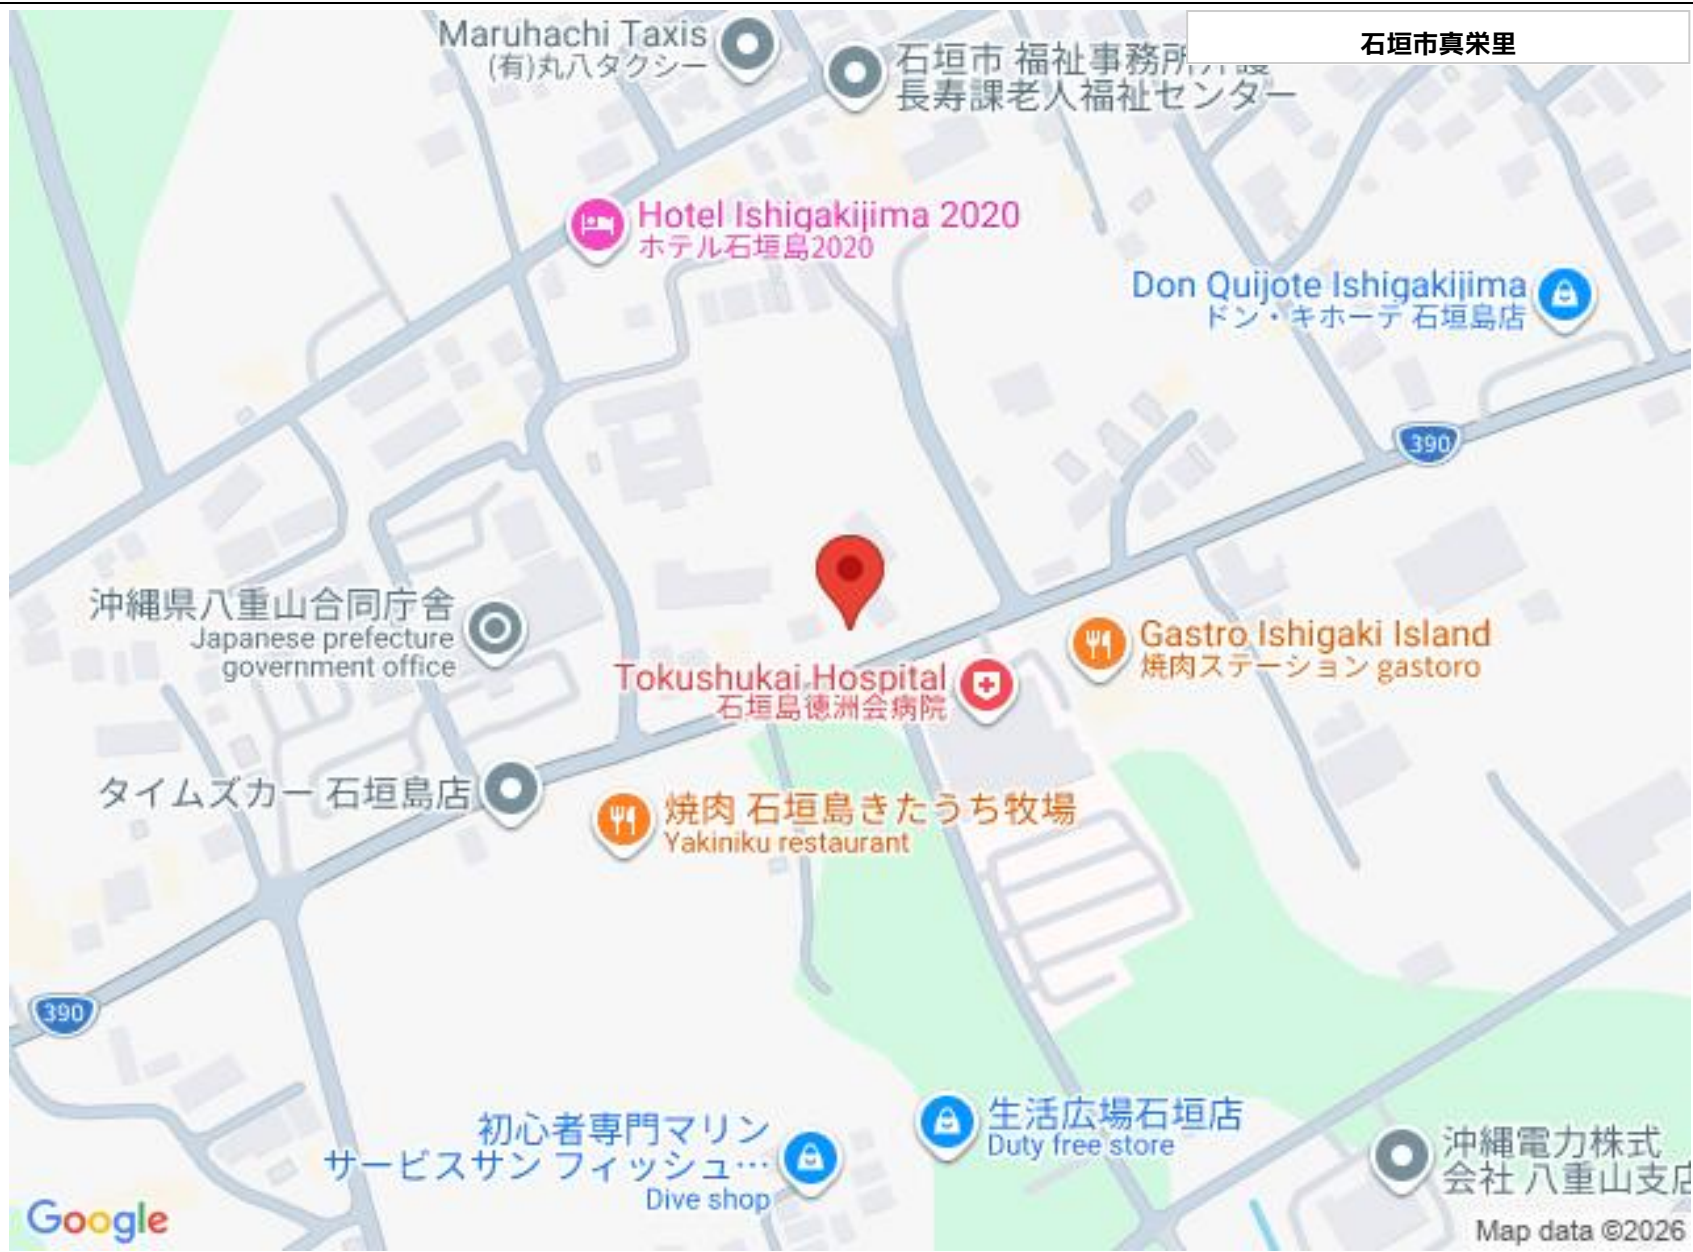 Maruhachi Taxis
(有)丸八タクシー
石垣市 福祉事務所介護
長寿課老人福祉センター
石垣市真栄里
Hotel Ishigakijima 2020
ホテル石垣島2020
Don Quijote Ishigakijima
ドン・キホーテ 石垣島店
390
沖縄県八重山合同庁舎
Japanese prefecture
government office
Gastro Ishigaki Island
焼肉ステーション gastoro
Tokushukai Hospital
石垣島徳洲会病院
タイムズカー 石垣島店
焼肉 石垣島きたうち牧場
Yakiniku restaurant
390
初心者専門マリン
サービスサン フィッシュ…
Dive shop
生活広場石垣店
Duty free store
沖縄電力株式
会社 八重山支店
Google
Map data ©2026